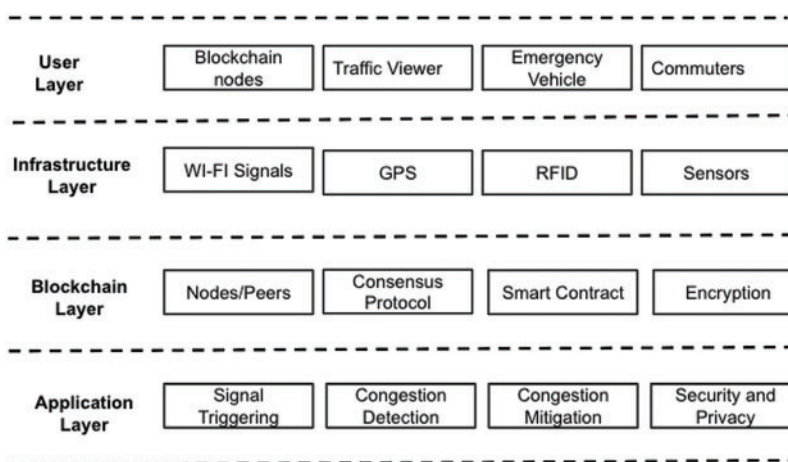 User
Layer
Blockchain
nodes
Traffic Viewer
Emergency
Vehicle
Commuters
Infrastructure
Layer
WI-FI Signals
GPS
RFID
Sensors
Blockchain
Layer
Nodes/Peers
Consensus
Protocol
Smart Contract
Encryption
Application
Layer
Signal
Triggering
Congestion
Detection
Congestion
Mitigation
Security and
Privacy